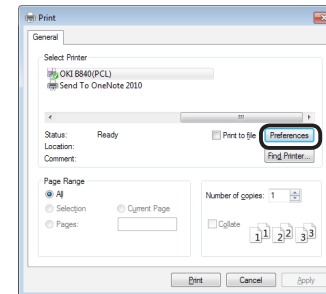 Print
General
Select Printer
OKI B840(PCL)
Send To OneNote 2010
Status: Ready
Print to file
Preferences
Location:
Comment:
Find Printer...
Page Range
All
Selection
Current Page
Pages:
Number of copies: 1
Collate
1 1 2 2 3 3
Print
Cancel
Apply